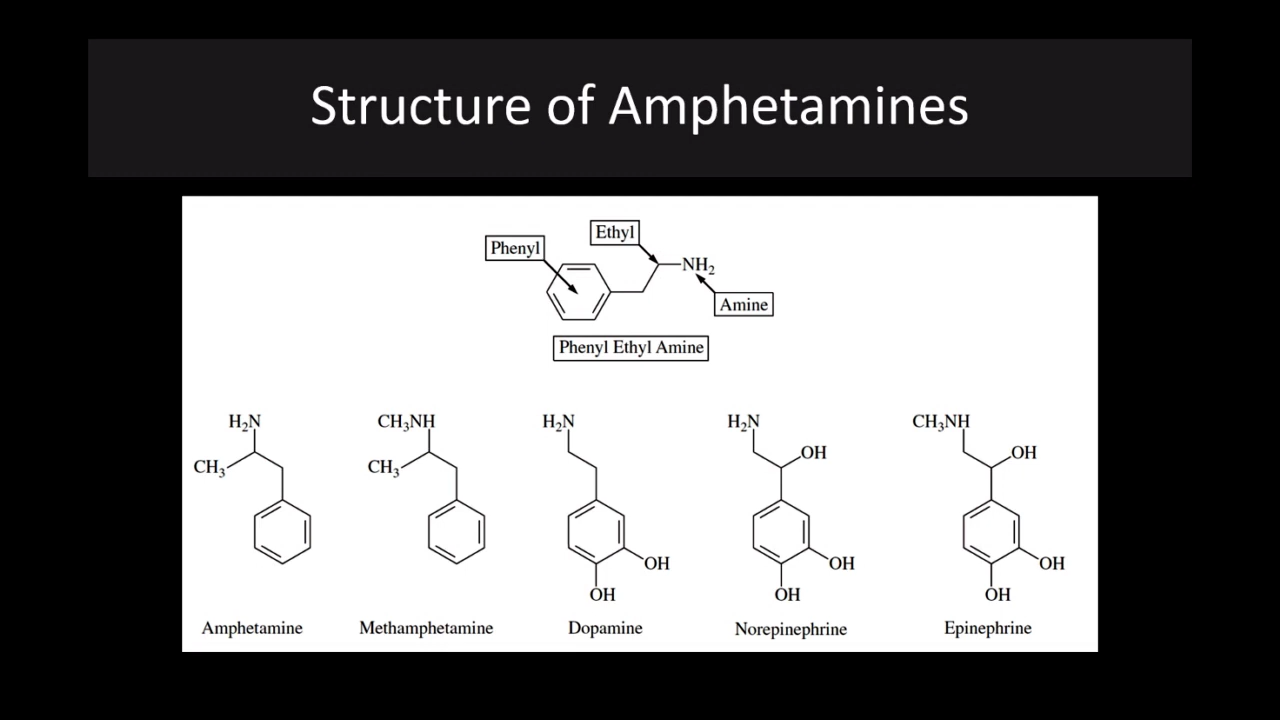 Structure of Amphetamines
Ethyl
Phenyl
NH₂
Amine
Phenyl Ethyl Amine
H₂N
CH₃
CH₃NH
CH₃
H₂N
OH
OH
H₂N
OH
OH
OH
CH₃NH
OH
OH
OH
Amphetamine
Methamphetamine
Dopamine
Norepinephrine
Epinephrine